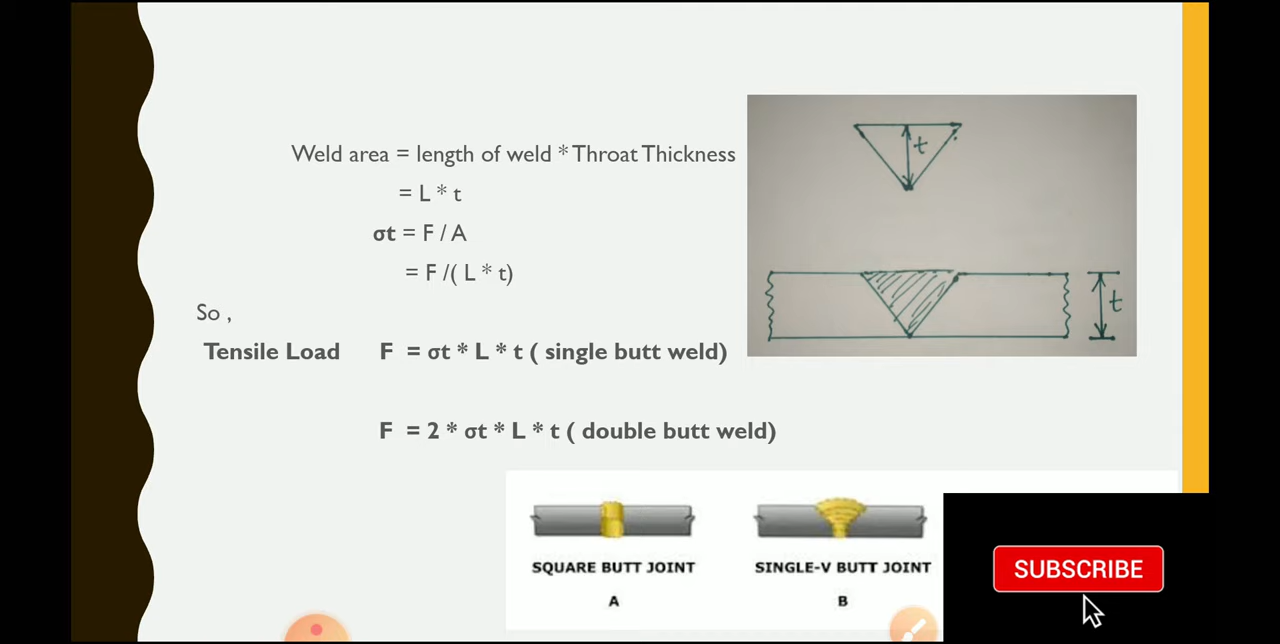 Weld area = length of weld * Throat Thickness
= L * t
σt = F / A
= F /( L * t)
So ,
Tensile Load F = σt * L * t ( single butt weld)
F = 2 * σt * L * t ( double butt weld)
t
t
SQUARE BUTT JOINT
A
SINGLE-V BUTT JOINT
B
SUBSCRIBE